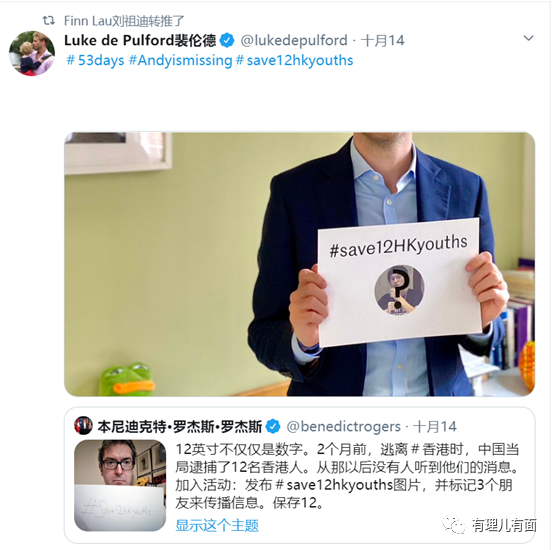 Finn Lau刘祖迪转推了
Luke de Pulford裴伦德 @lukedepulford · 十月14
＃53days #Andyismissing＃save12hkyouths
#save12HKyouths
?
本尼迪克特•罗杰斯•罗杰斯 @benedictrogers · 十月14
12英寸不仅仅是数字。2个月前，逃离＃香港时，中国当
局逮捕了12名香港人。从那以后没有人听到他们的消息。
加入活动：发布＃save12hkyouths图片，并标记3个朋
友来传播信息。保存12。
#Save12hkyouths
显示这个主题
有理儿有面